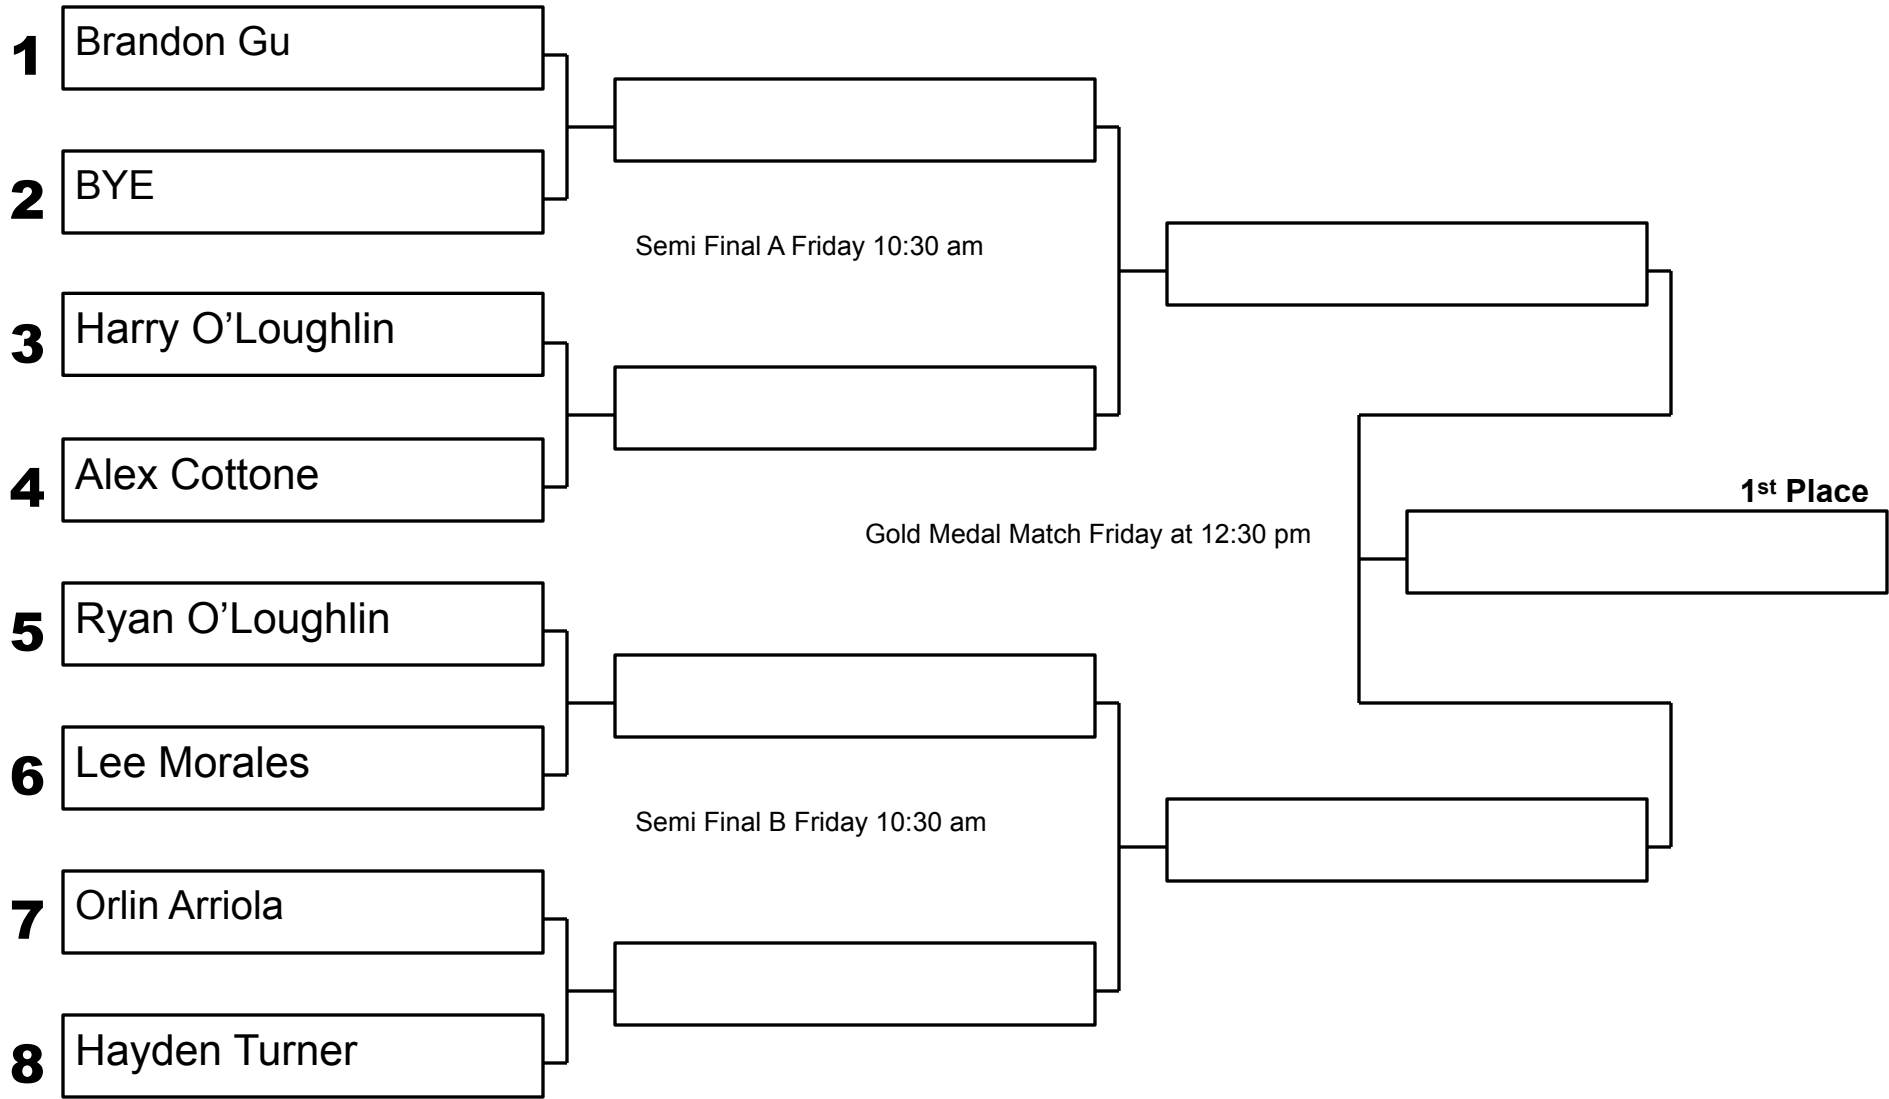 1 Brandon Gu
2 BYE
Semi Final A Friday 10:30 am
3 Harry O’Loughlin
4 Alex Cottone
1st Place
Gold Medal Match Friday at 12:30 pm
5 Ryan O’Loughlin
6 Lee Morales
Semi Final B Friday 10:30 am
7 Orlin Arriola
8 Hayden Turner